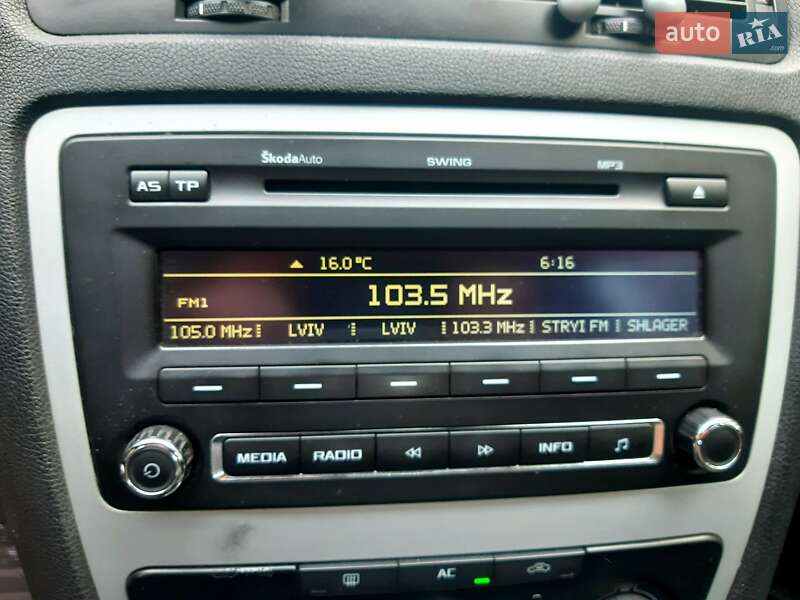 auto RIA .com
ŠkodaAuto SWING MP3
AS TP
16.0°C 6:16
FM1 103.5 MHz
105.0 MHz LVIV LVIV 103.3 MHz STRYI FM SHLAGER
MEDIA RADIO INFO
AC